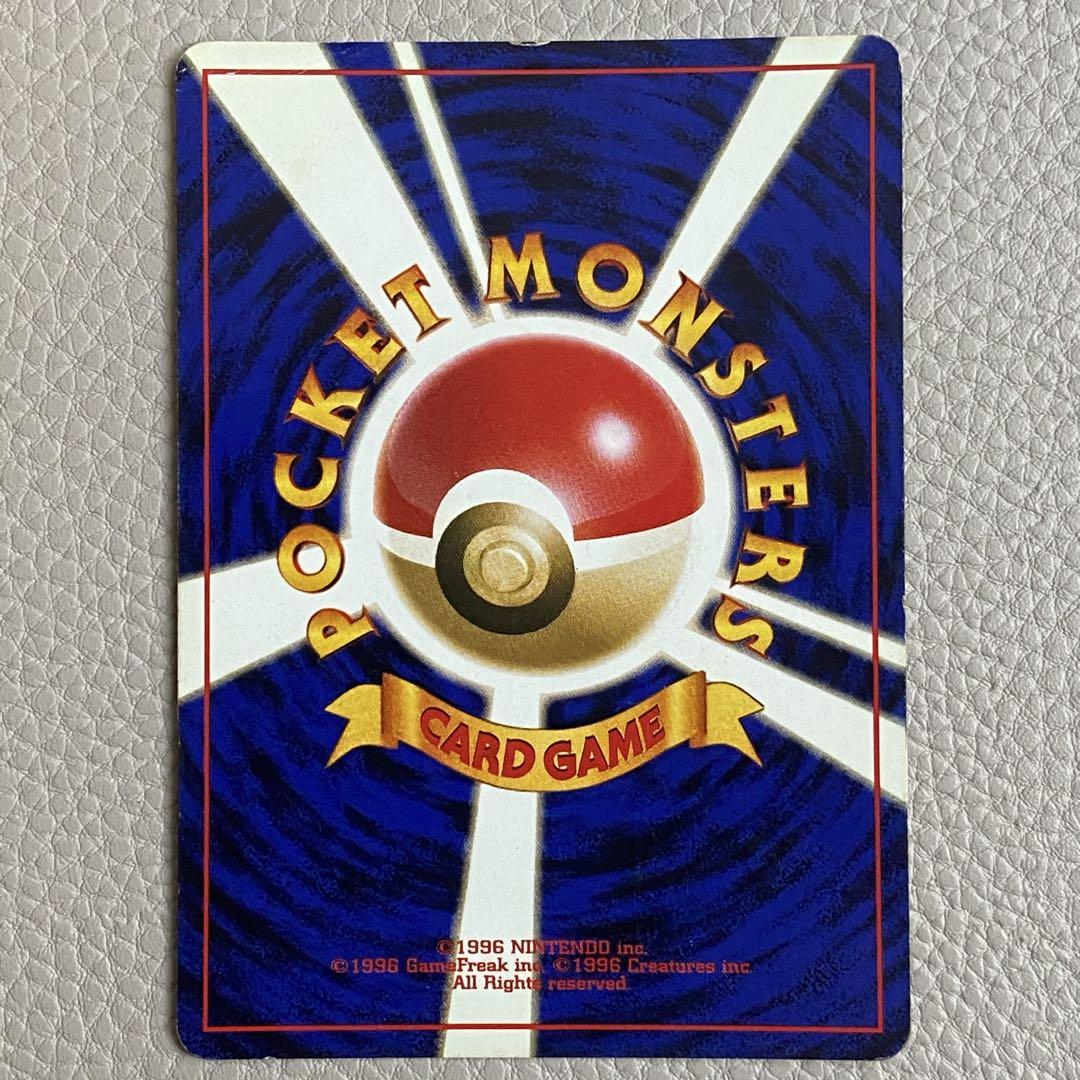 POCKET MONSTERS
CARD GAME
©1996 NINTENDO inc.
©1996 GameFreak inc. ©1996 Creatures inc.
All Rights reserved.